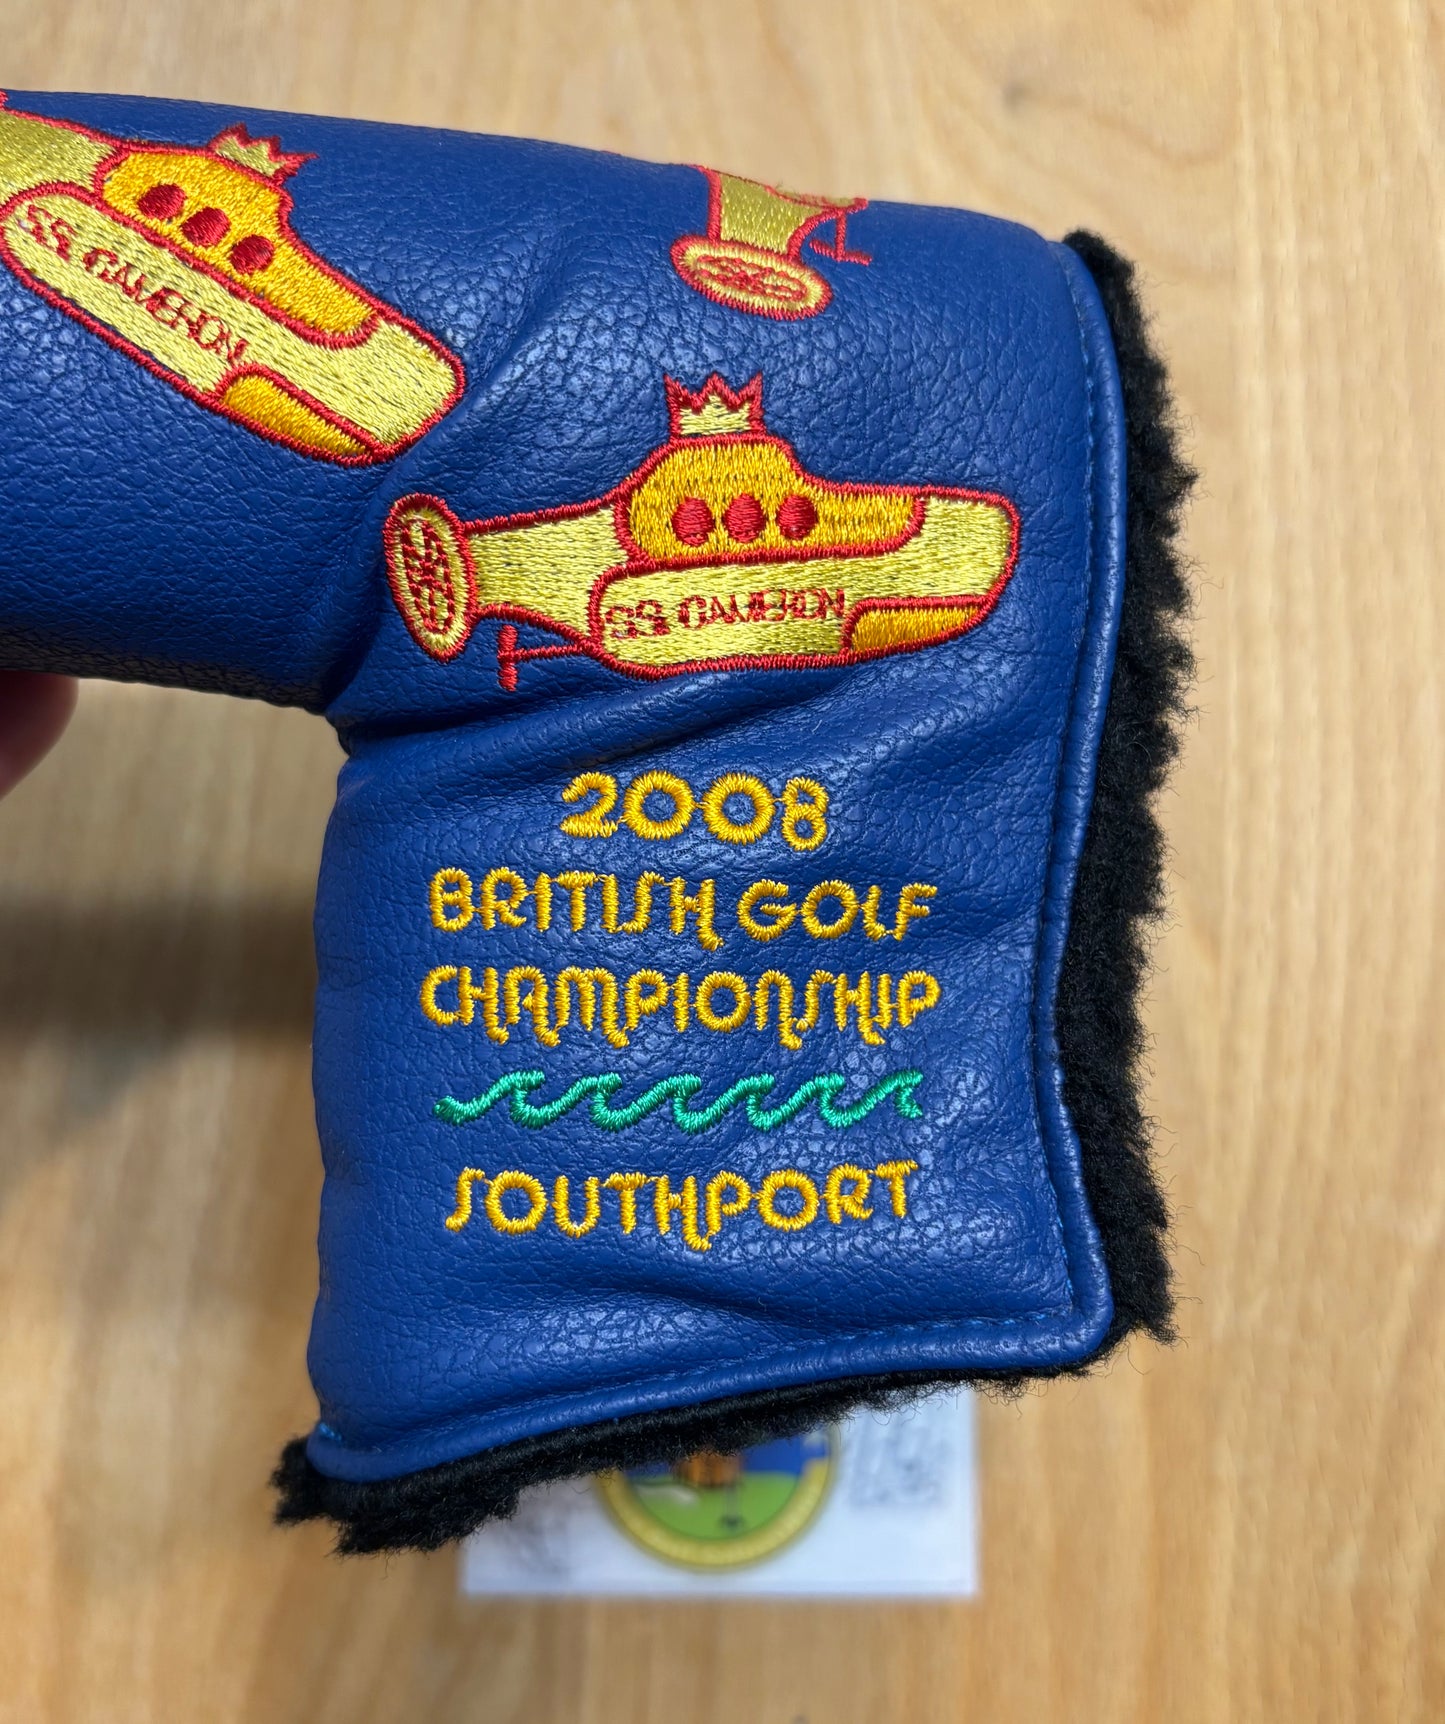 SS CAMERON
SS CAMERON
2008
BRITISH GOLF
CHAMPIONSHIP
SOUTHPORT